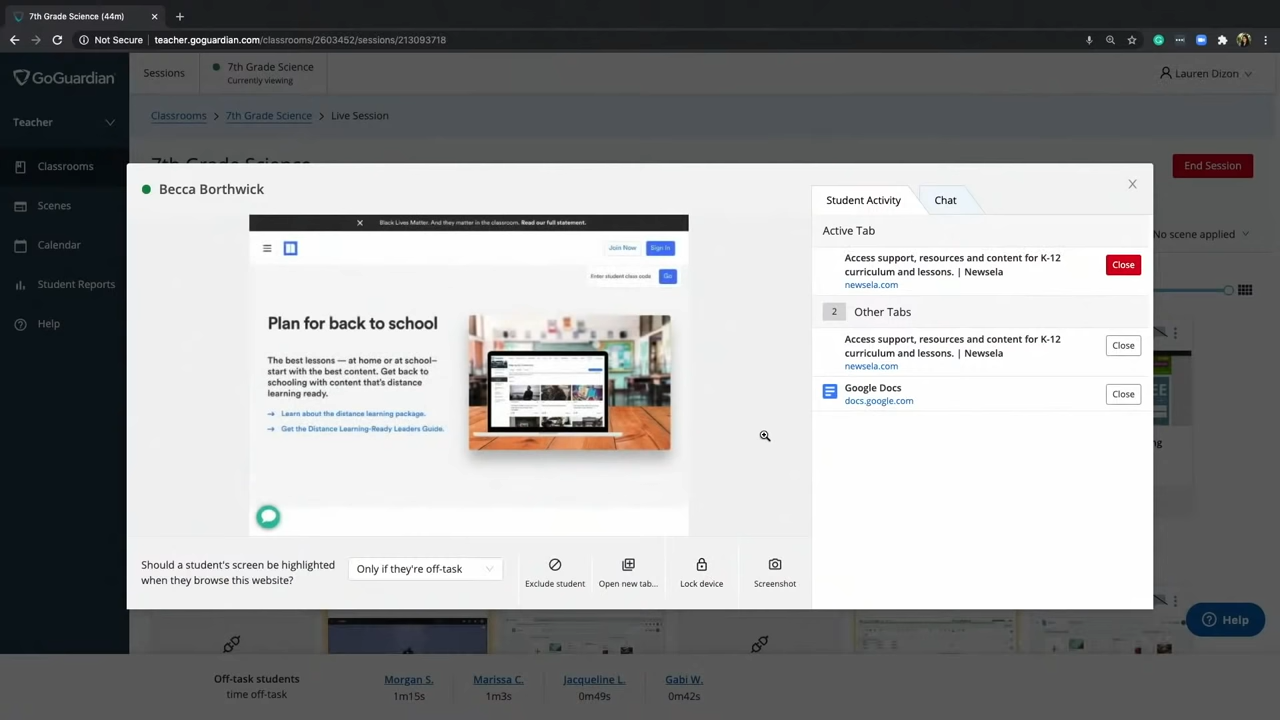 7th Grade Science (44m)
Not Secure
teacher.goguardian.com/classrooms/2603452/sessions/213093718
GoGuardian
Sessions
7th Grade Science
Currently viewing
Lauren Dizon
Teacher
Classrooms
7th Grade Science
Live Session
Classrooms
Scenes
Calendar
Student Reports
Help
7th Grade Science
End Session
No scene applied
Becca Borthwick
Black Lives Matter. And they matter in the classroom. Read our full statement.
Join Now
Sign In
Enter student class code
Go
Plan for back to school
The best lessons — at home or at school–
start with the best content. Get back to
schooling with content that's distance
learning ready.
Learn about the distance learning package.
Get the Distance Learning-Ready Leaders Guide.
Should a student's screen be highlighted
when they browse this website?
Only if they're off-task
Exclude student
Open new tab...
Lock device
Screenshot
Student Activity
Chat
Active Tab
Access support, resources and content for K-12
curriculum and lessons. | Newsela
newsela.com
Close
2
Other Tabs
Access support, resources and content for K-12
curriculum and lessons. | Newsela
newsela.com
Close
Google Docs
docs.google.com
Close
Help
Off-task students
time off-task
Morgan S.
1m15s
Marissa C.
1m3s
Jacqueline L.
0m49s
Gabi W.
0m42s